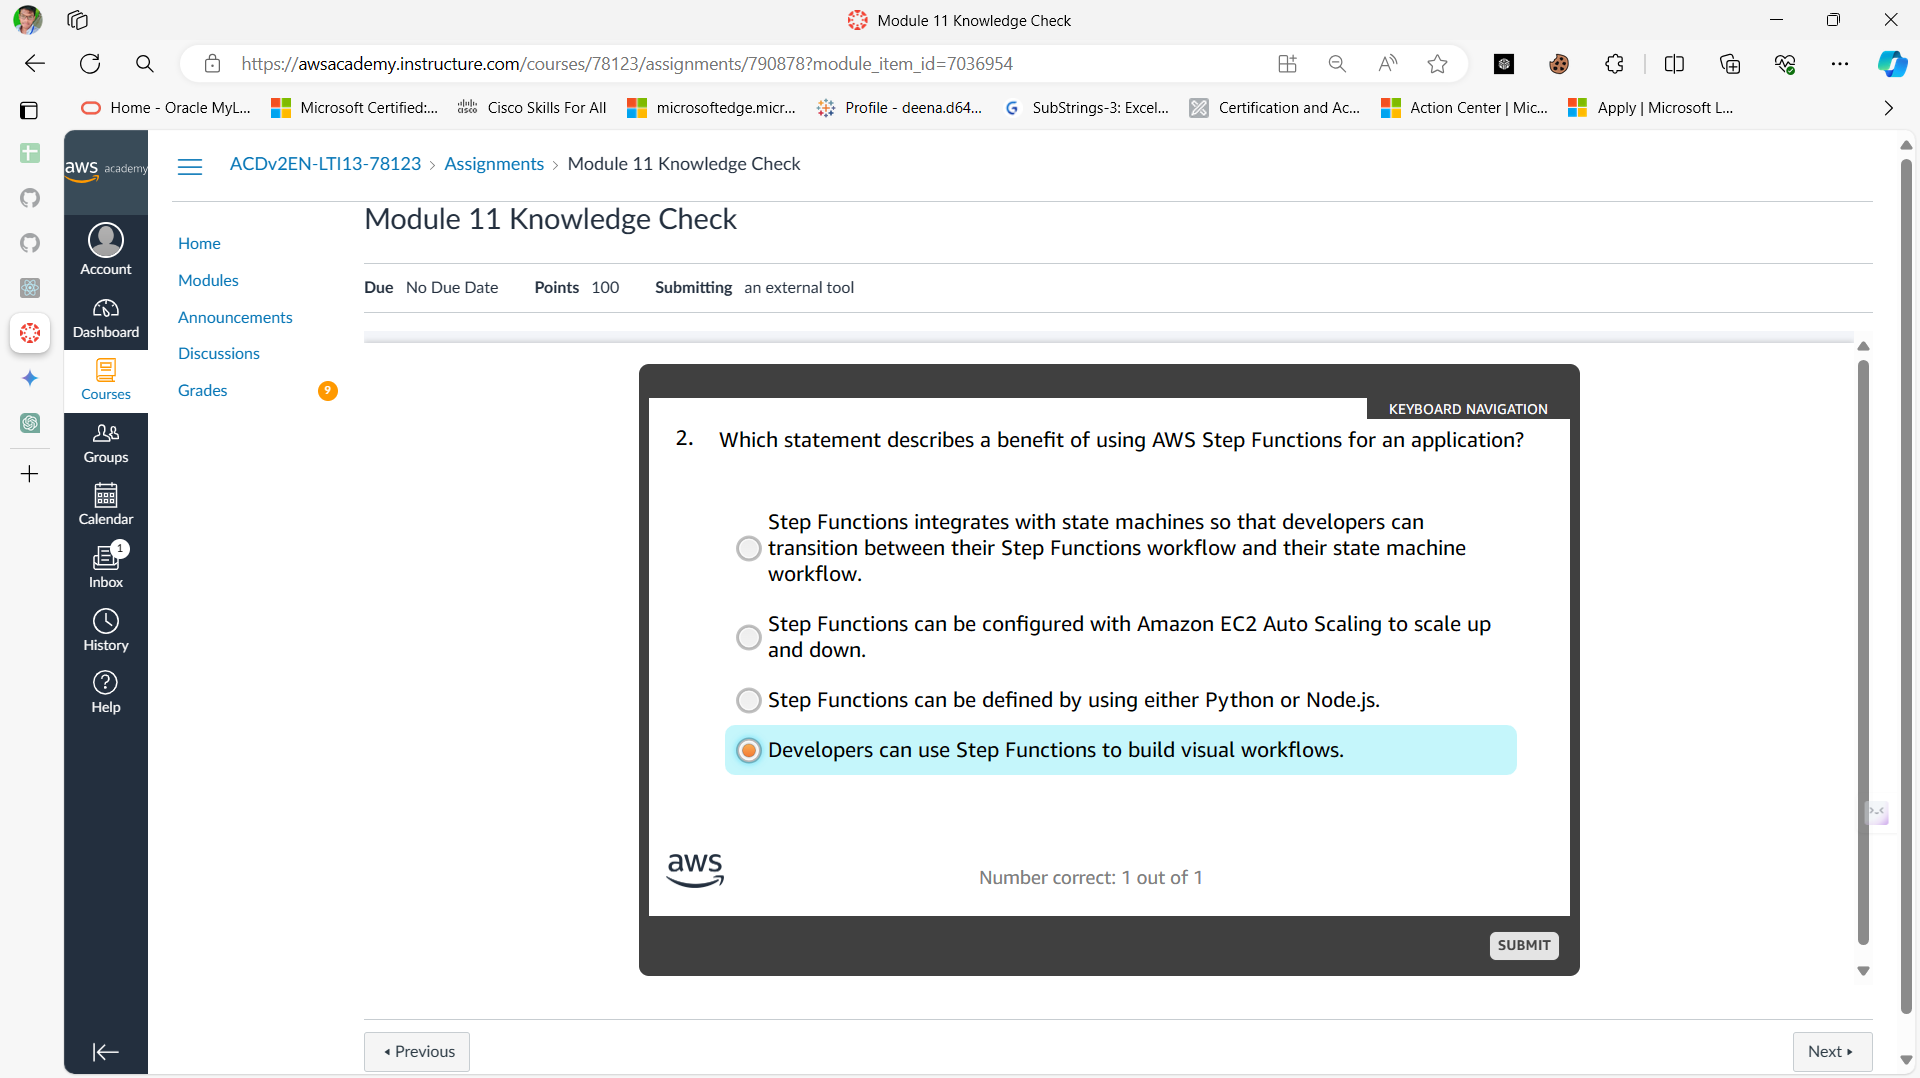 Module 11 Knowledge Check
https://awsacademy.instructure.com/courses/78123/assignments/790878?module_item_id=7036954
Home - Oracle MyL...
Microsoft Certified:...
Cisco Skills For All
microsoftedge.micr...
Profile - deena.d64...
SubStrings-3: Excel...
Certification and Ac...
Action Center | Mic...
Apply | Microsoft L...
aws academy
ACDv2EN-LTI13-78123 › Assignments › Module 11 Knowledge Check
Account
Dashboard
Courses
Groups
Calendar
1
Inbox
History
Help
Home
Modules
Announcements
Discussions
Grades 9
Module 11 Knowledge Check
Due No Due Date Points 100 Submitting an external tool
KEYBOARD NAVIGATION
2. Which statement describes a benefit of using AWS Step Functions for an application?
Step Functions integrates with state machines so that developers can
transition between their Step Functions workflow and their state machine
workflow.
Step Functions can be configured with Amazon EC2 Auto Scaling to scale up
and down.
Step Functions can be defined by using either Python or Node.js.
Developers can use Step Functions to build visual workflows.
aws
Number correct: 1 out of 1
SUBMIT
Previous
Next